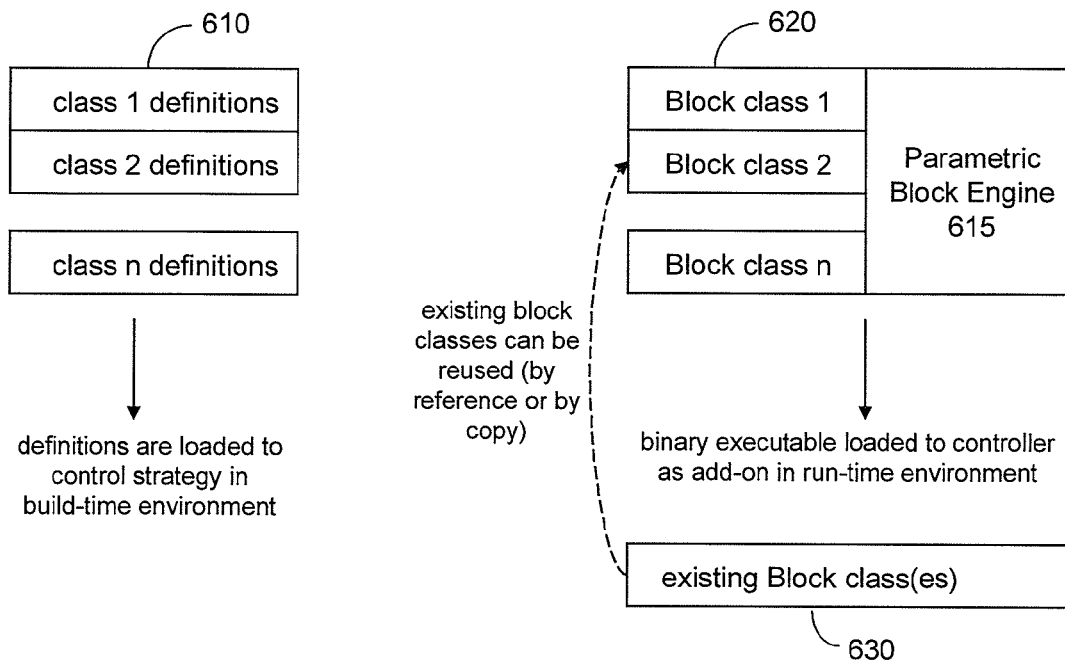 610
class 1 definitions
class 2 definitions
class n definitions
definitions are loaded to
control strategy in
build-time environment
620
Block class 1
Block class 2
Block class n
Parametric
Block Engine
615
existing block
classes can be
reused (by
reference or by
copy)
binary executable loaded to controller
as add-on in run-time environment
existing Block class(es)
630